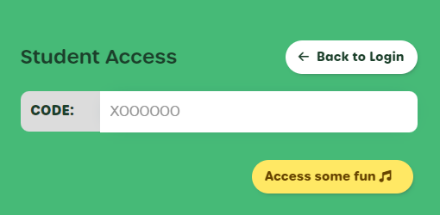 Student Access
← Back to Login
CODE:
X000000
Access some fun 🎵